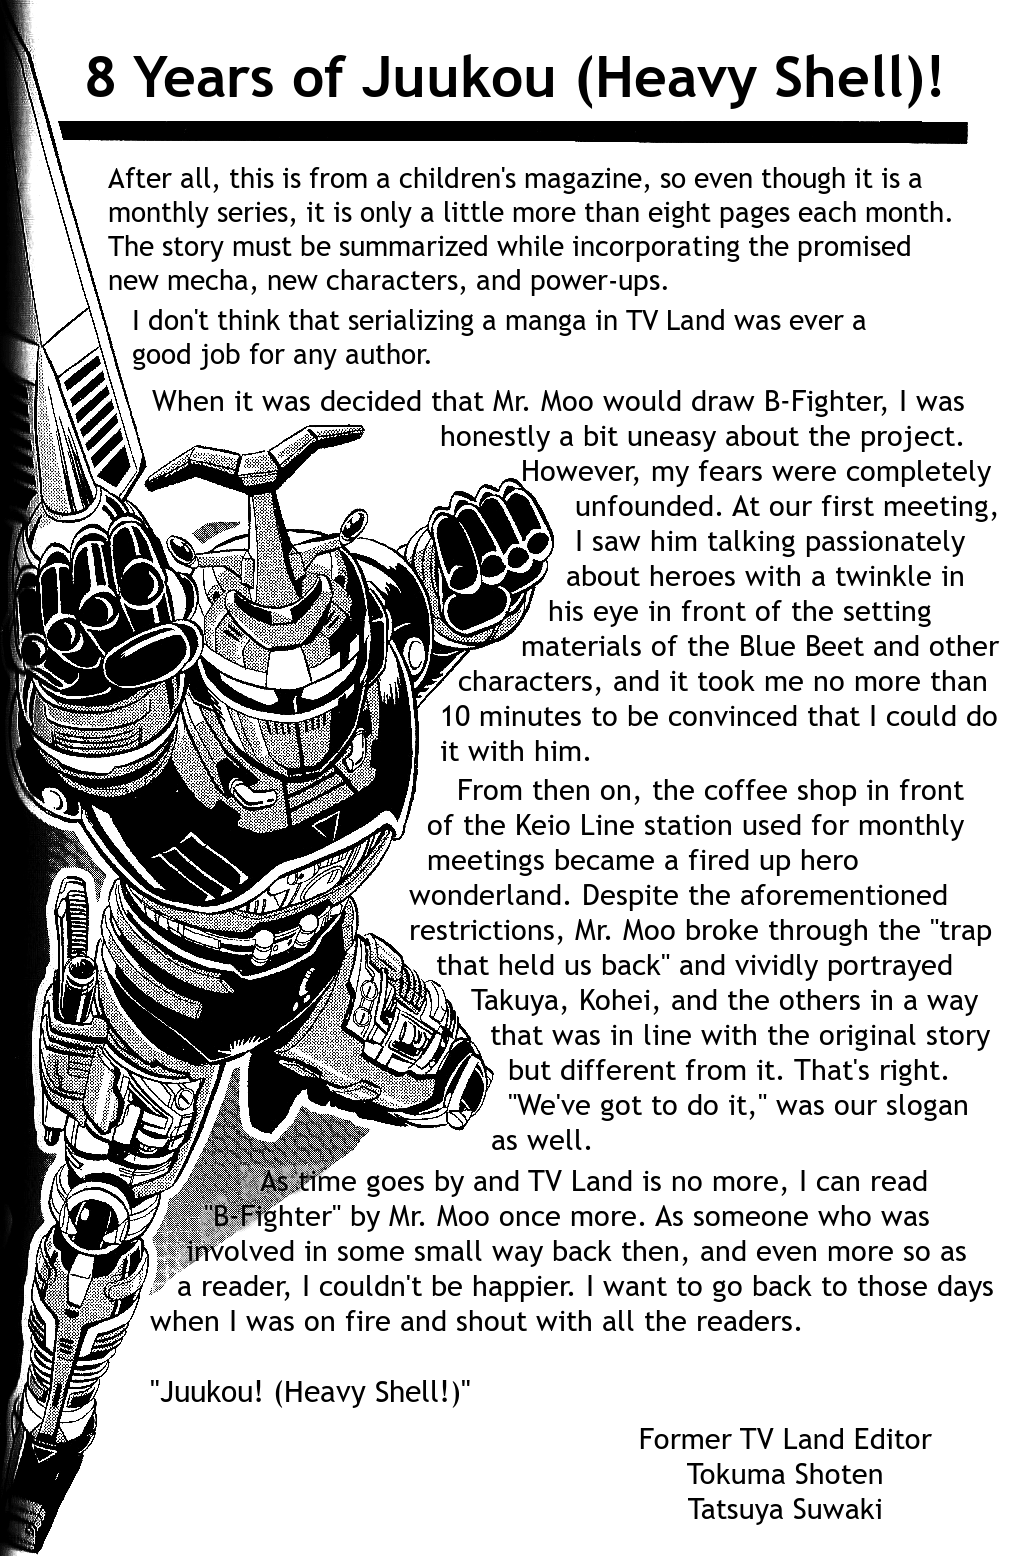 8 Years of Juukou (Heavy Shell)!
After all, this is from a children's magazine, so even though it is a
monthly series, it is only a little more than eight pages each month.
The story must be summarized while incorporating the promised
new mecha, new characters, and power-ups.
I don't think that serializing a manga in TV Land was ever a
good job for any author.
When it was decided that Mr. Moo would draw B-Fighter, I was
honestly a bit uneasy about the project.
However, my fears were completely
unfounded. At our first meeting,
I saw him talking passionately
about heroes with a twinkle in
his eye in front of the setting
materials of the Blue Beet and other
characters, and it took me no more than
10 minutes to be convinced that I could do
it with him.
From then on, the coffee shop in front
of the Keio Line station used for monthly
meetings became a fired up hero
wonderland. Despite the aforementioned
restrictions, Mr. Moo broke through the "trap
that held us back" and vividly portrayed
Takuya, Kohei, and the others in a way
that was in line with the original story
but different from it. That's right.
"We've got to do it," was our slogan
as well.
As time goes by and TV Land is no more, I can read
"B-Fighter" by Mr. Moo once more. As someone who was
involved in some small way back then, and even more so as
a reader, I couldn't be happier. I want to go back to those days
when I was on fire and shout with all the readers.
"Juukou! (Heavy Shell!)"
Former TV Land Editor
Tokuma Shoten
Tatsuya Suwaki